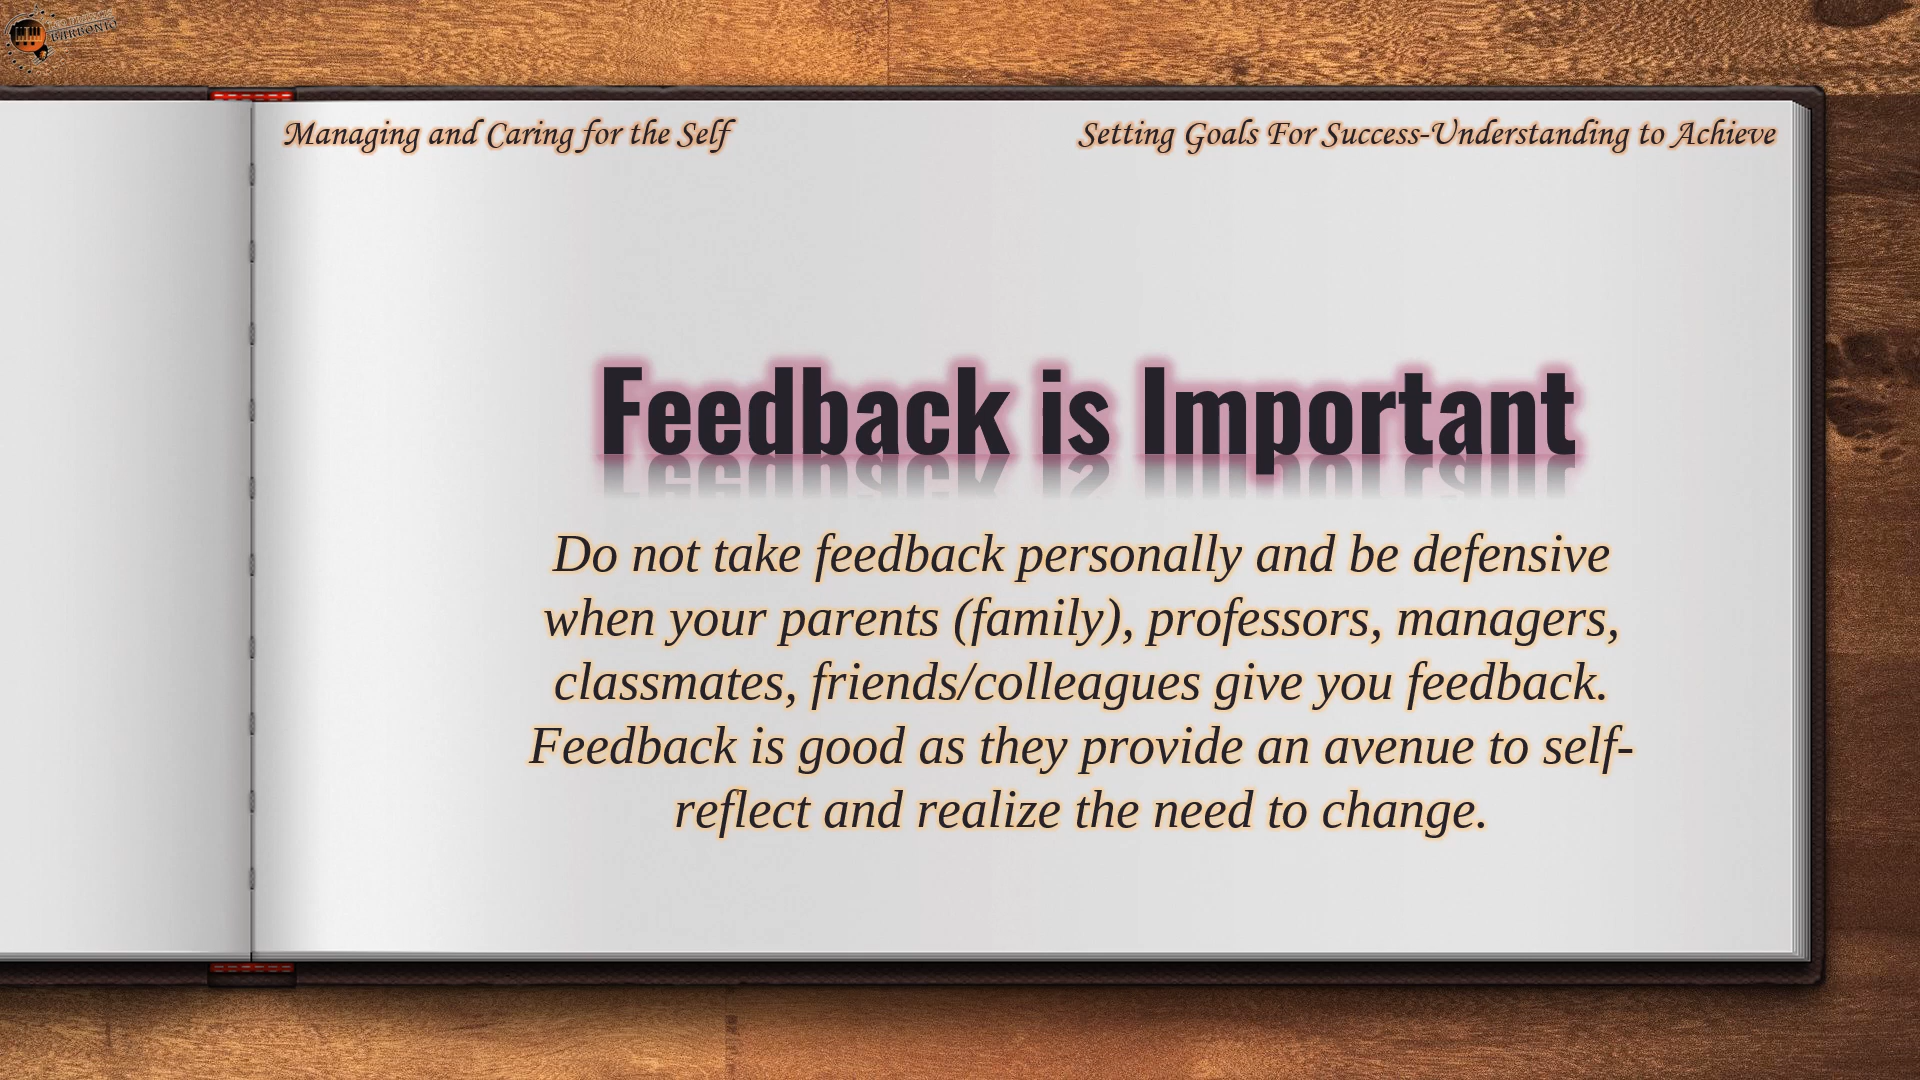 BARBONIO
Managing and Caring for the Self
Setting Goals For Success-Understanding to Achieve
Feedback is Important
Do not take feedback personally and be defensive
when your parents (family), professors, managers,
classmates, friends/colleagues give you feedback.
Feedback is good as they provide an avenue to self-
reflect and realize the need to change.